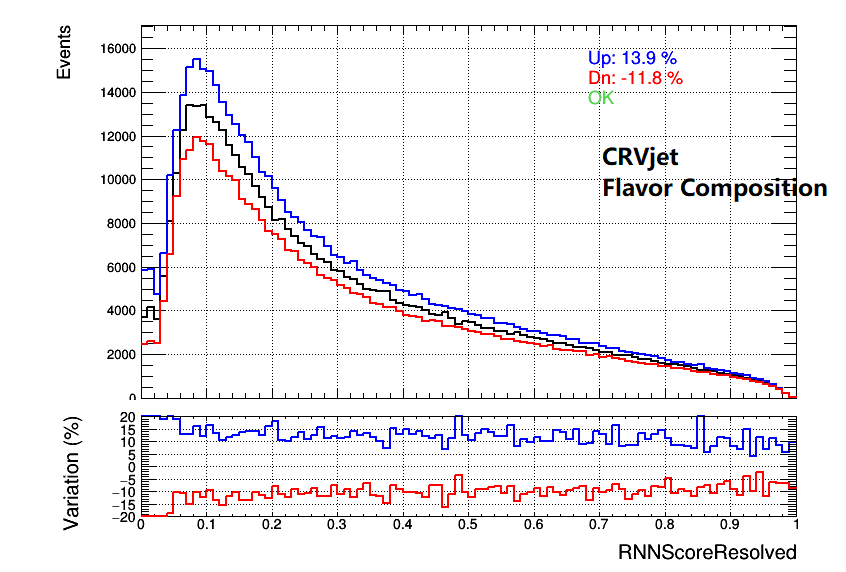 Events
16000
14000
12000
10000
8000
6000
4000
2000
0
Up: 13.9 %
Dn: -11.8 %
OK
CRVjet
Flavor Composition
Variation (%)
20
15
10
5
0
−5
−10
−15
−20
0 0.1 0.2 0.3 0.4 0.5 0.6 0.7 0.8 0.9 1
RNNScoreResolved